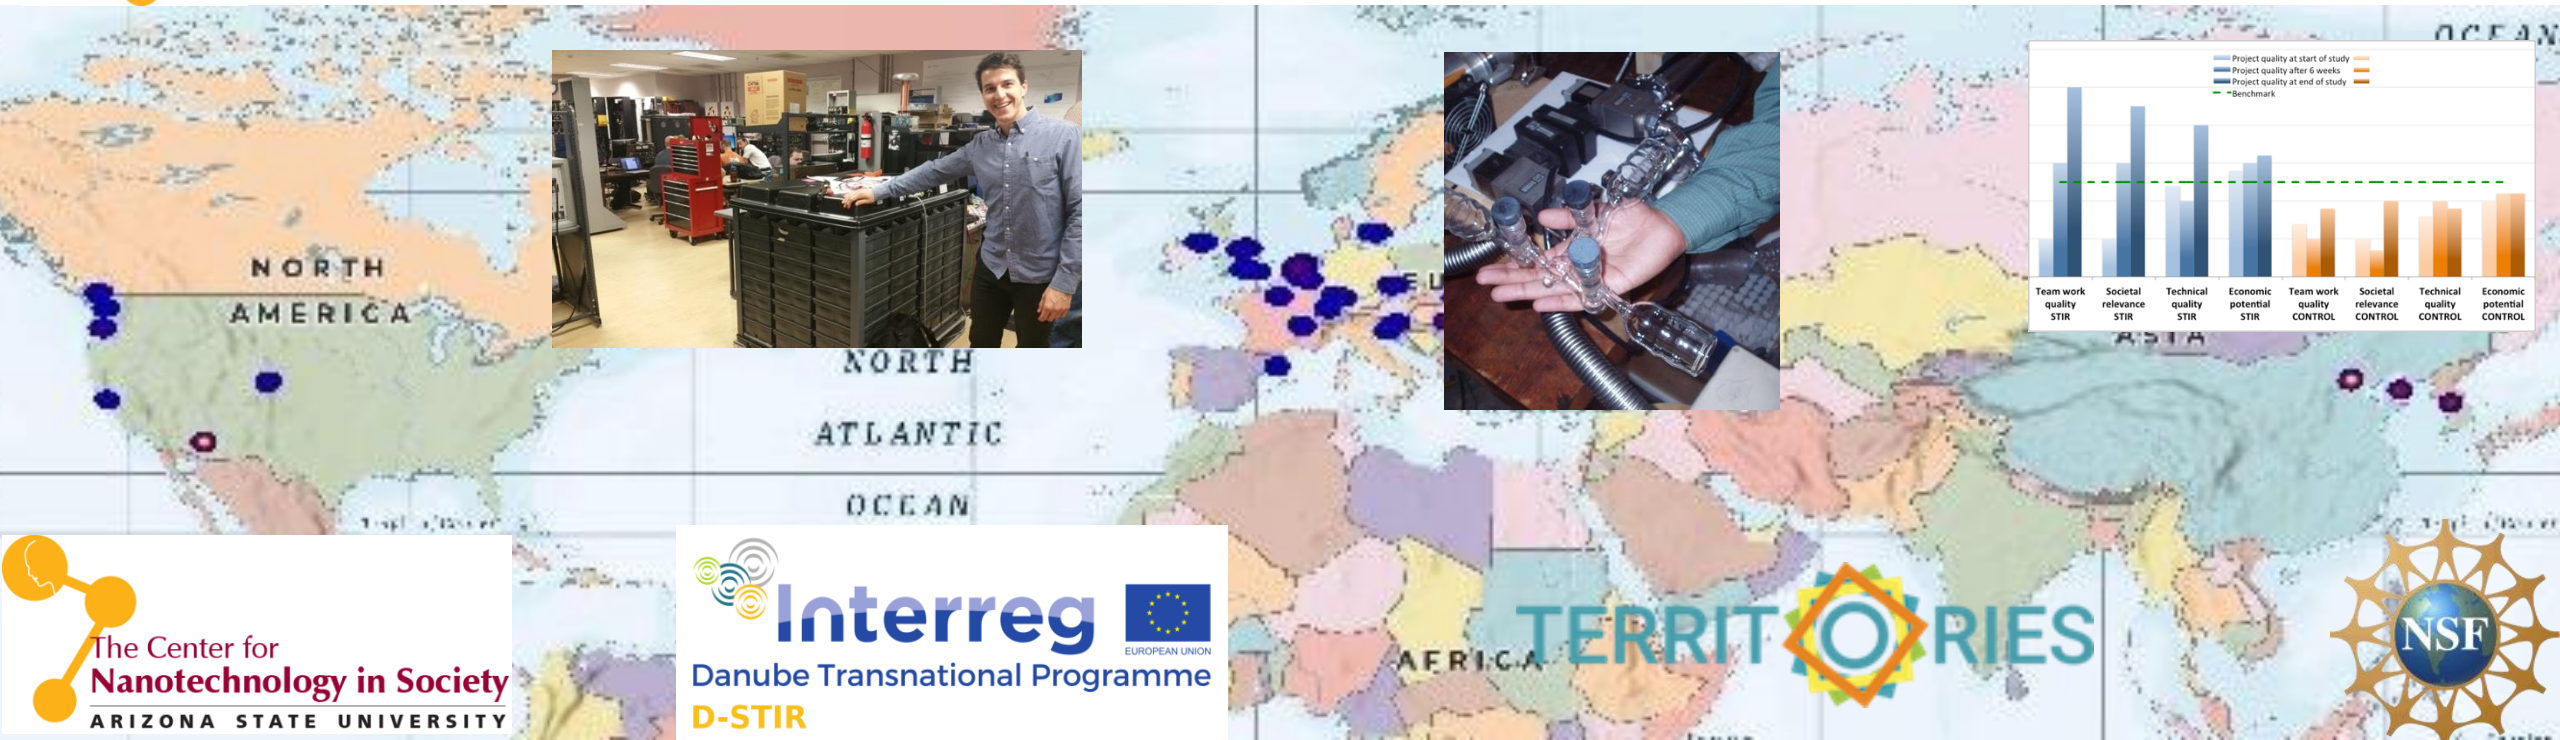 OCEAN
Project quality at start of study
Project quality after 6 weeks
Project quality at end of study
Benchmark
Team work quality STIR
Societal relevance STIR
Technical quality STIR
Economic potential STIR
Team work quality CONTROL
Societal relevance CONTROL
Technical quality CONTROL
Economic potential CONTROL
NORTH
AMERICA
EU
ASIA
NORTH
ATLANTIC
OCEAN
The Center for
Nanotechnology in Society
ARIZONA STATE UNIVERSITY
Interreg
EUROPEAN UNION
Danube Transnational Programme
D-STIR
AFRICA
TERRITORIES
NSF